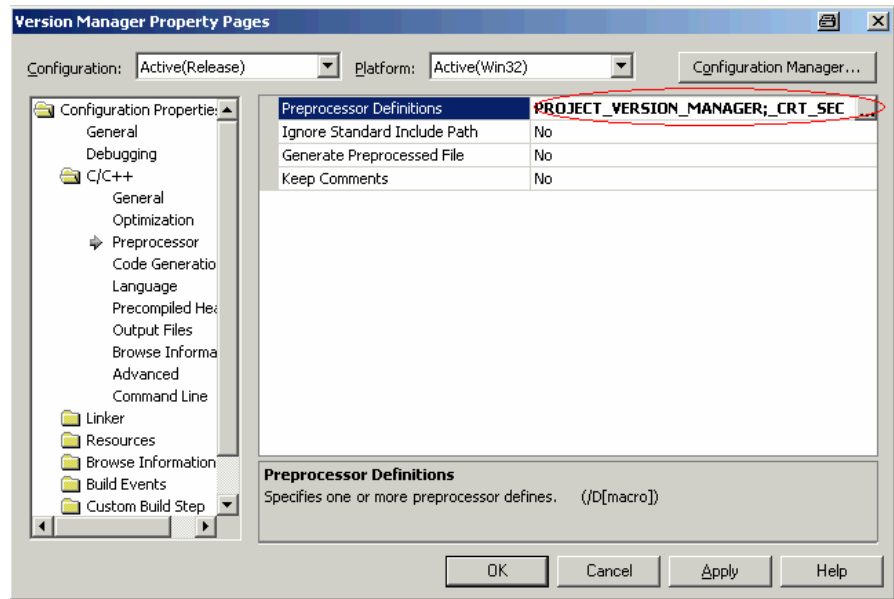 Version Manager Property Pages
Configuration: Active(Release) Platform: Active(Win32) Configuration Manager...
Configuration Propertie:
General
Debugging
C/C++
General
Optimization
Preprocessor
Code Generatio
Language
Precompiled Hea
Output Files
Browse Informa
Advanced
Command Line
Linker
Resources
Browse Information
Build Events
Custom Build Step
Preprocessor Definitions PROJECT_VERSION_MANAGER;_CRT_SEC ...
Ignore Standard Include Path No
Generate Preprocessed File No
Keep Comments No
Preprocessor Definitions
Specifies one or more preprocessor defines. (/D[macro])
OK Cancel Apply Help